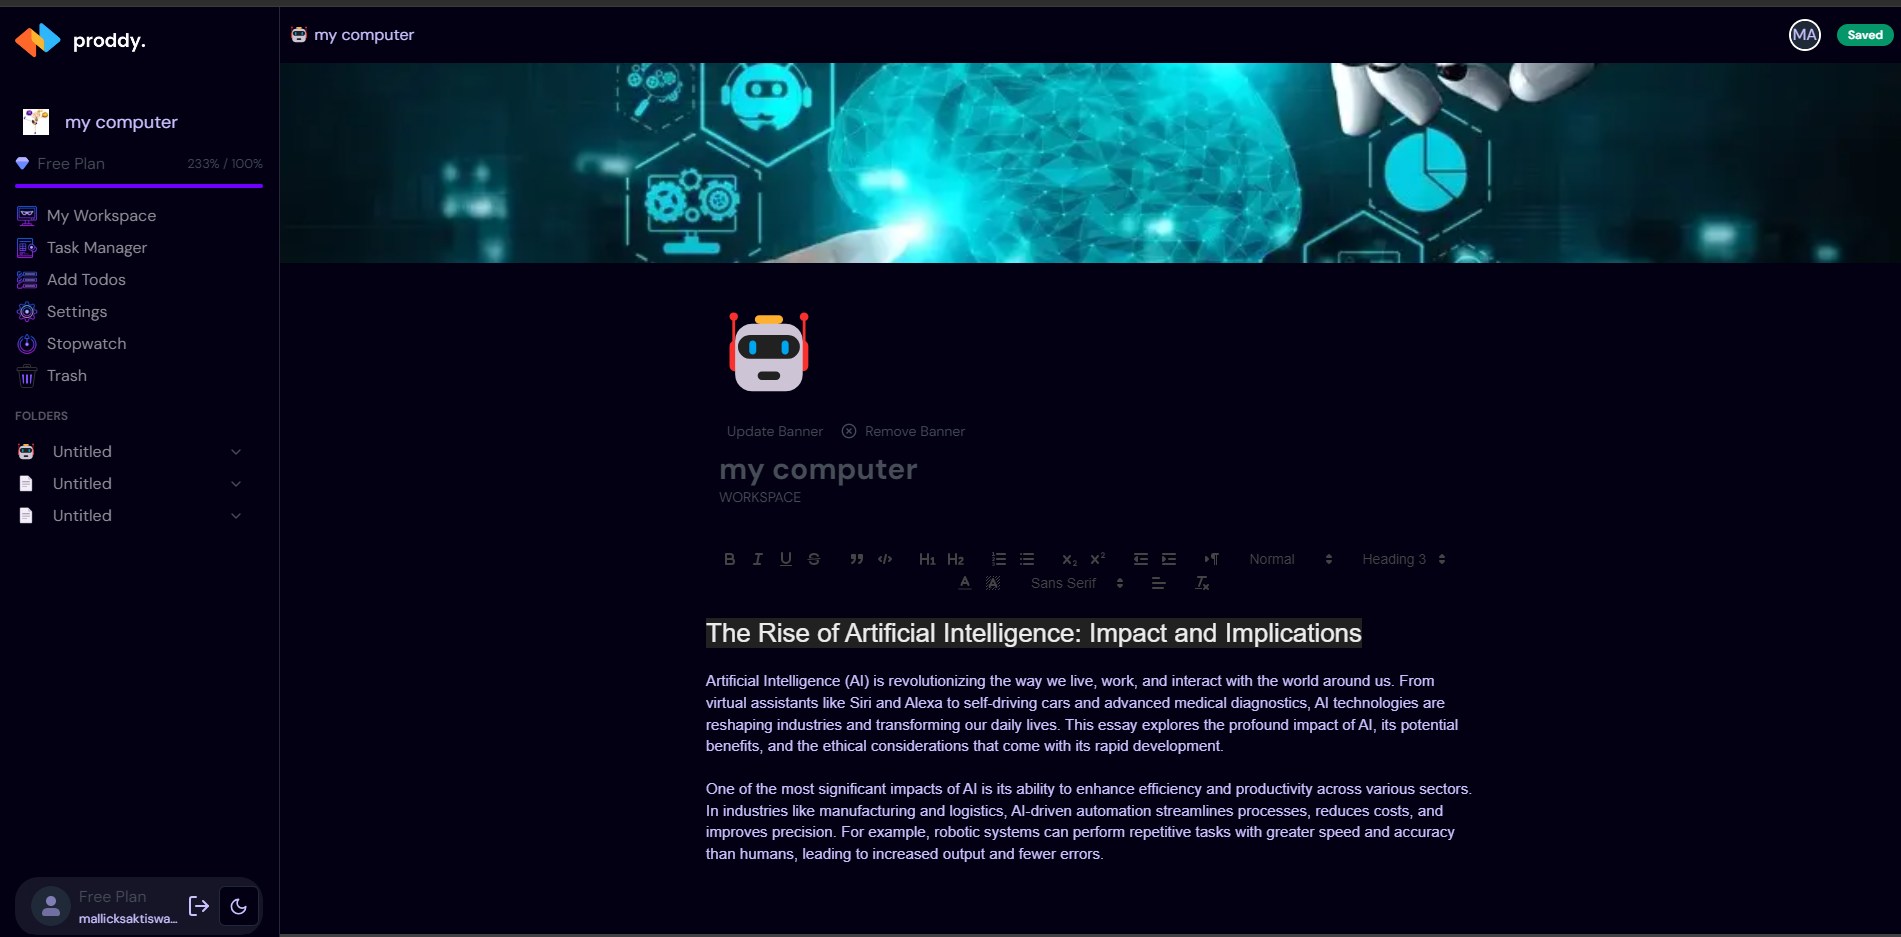 proddy.
my computer
MA
Saved
my computer
Free Plan
233% / 100%
My Workspace
Task Manager
Add Todos
Settings
Stopwatch
Trash
FOLDERS
Untitled
Untitled
Untitled
Update Banner
Remove Banner
my computer
WORKSPACE
B I U S H1 H2 X2 X2 Normal Heading 3
A A Sans Serif Tx
The Rise of Artificial Intelligence: Impact and Implications
Artificial Intelligence (AI) is revolutionizing the way we live, work, and interact with the world around us. From
virtual assistants like Siri and Alexa to self-driving cars and advanced medical diagnostics, AI technologies are
reshaping industries and transforming our daily lives. This essay explores the profound impact of AI, its potential
benefits, and the ethical considerations that come with its rapid development.
One of the most significant impacts of AI is its ability to enhance efficiency and productivity across various sectors.
In industries like manufacturing and logistics, AI-driven automation streamlines processes, reduces costs, and
improves precision. For example, robotic systems can perform repetitive tasks with greater speed and accuracy
than humans, leading to increased output and fewer errors.
Free Plan
mallicksaktiswa...